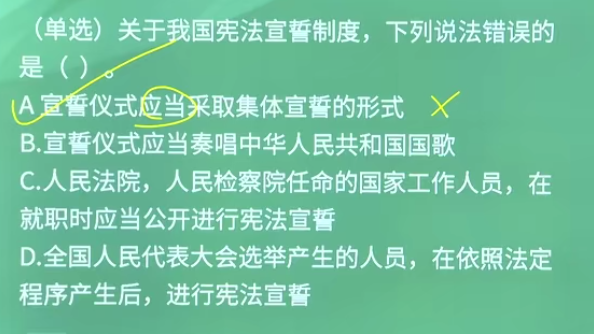 （单选）关于我国宪法宣誓制度，下列说法错误的
是（ ）。
A 宣誓仪式应当采取集体宣誓的形式
B.宣誓仪式应当奏唱中华人民共和国国歌
C.人民法院，人民检察院任命的国家工作人员，在
就职时应当公开进行宪法宣誓
D.全国人民代表大会选举产生的人员，在依照法定
程序产生后，进行宪法宣誓